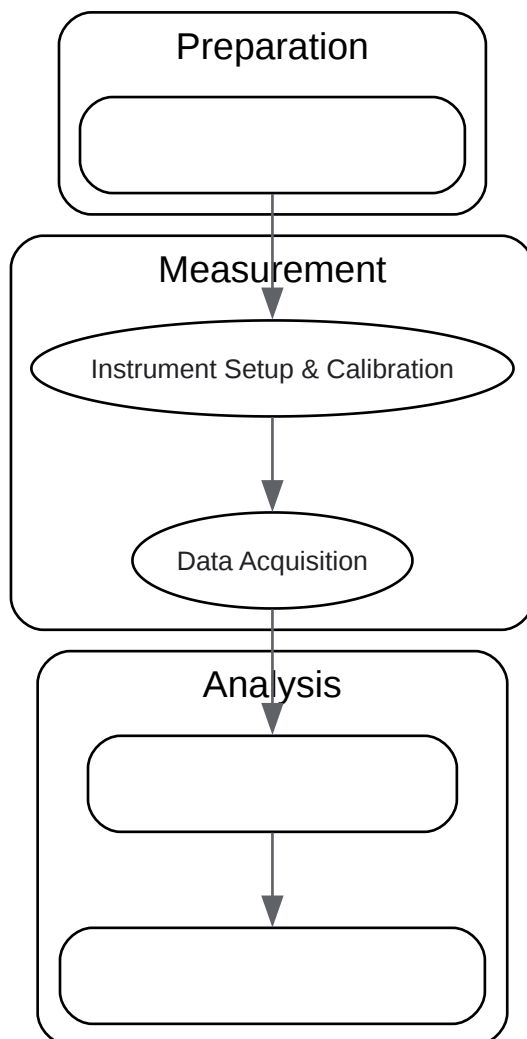 Preparation
Measurement
Instrument Setup & Calibration
Data Acquisition
Analysis